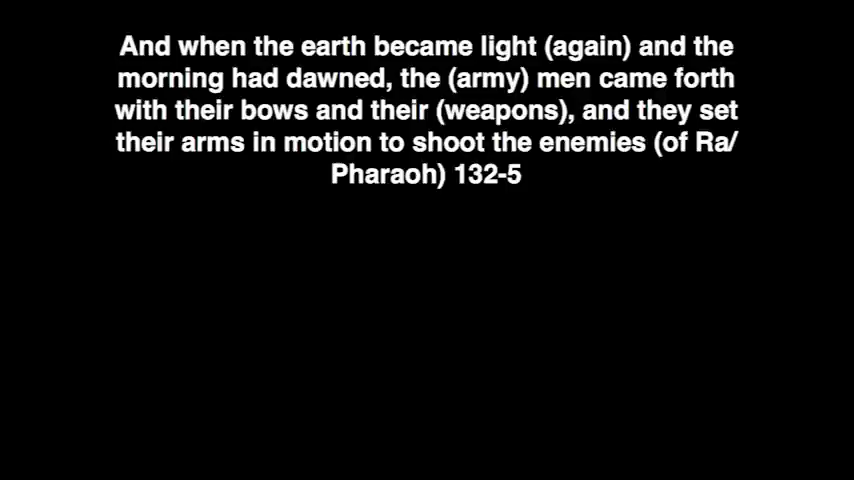 And when the earth became light (again) and the
morning had dawned, the (army) men came forth
with their bows and their (weapons), and they set
their arms in motion to shoot the enemies (of Ra/
Pharaoh) 132-5